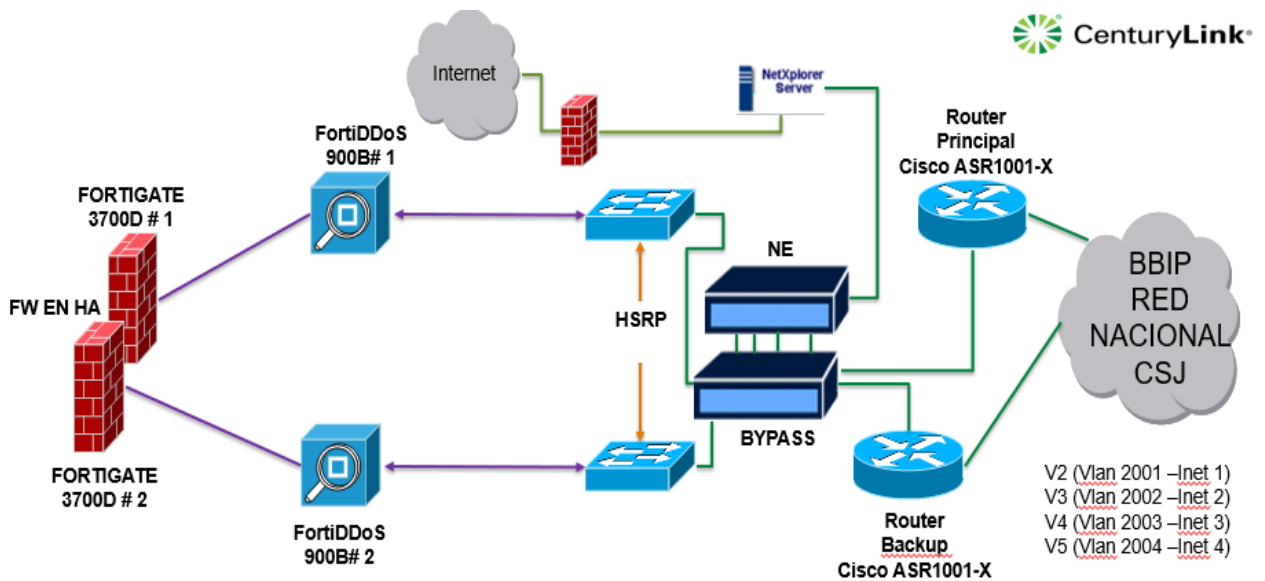 CenturyLink®
Internet
NetXplorer
Server
Router
Principal
Cisco ASR1001-X
FortiDDoS
900B# 1
FORTIGATE
3700D # 1
FW EN HA
NE
HSRP
BBIP
RED
NACIONAL
CSJ
BYPASS
FORTIGATE
3700D # 2
FortiDDoS
900B# 2
Router
Backup
Cisco ASR1001-X
V2 (Vlan 2001 –Inet 1)
V3 (Vlan 2002 –Inet 2)
V4 (Vlan 2003 –Inet 3)
V5 (Vlan 2004 –Inet 4)